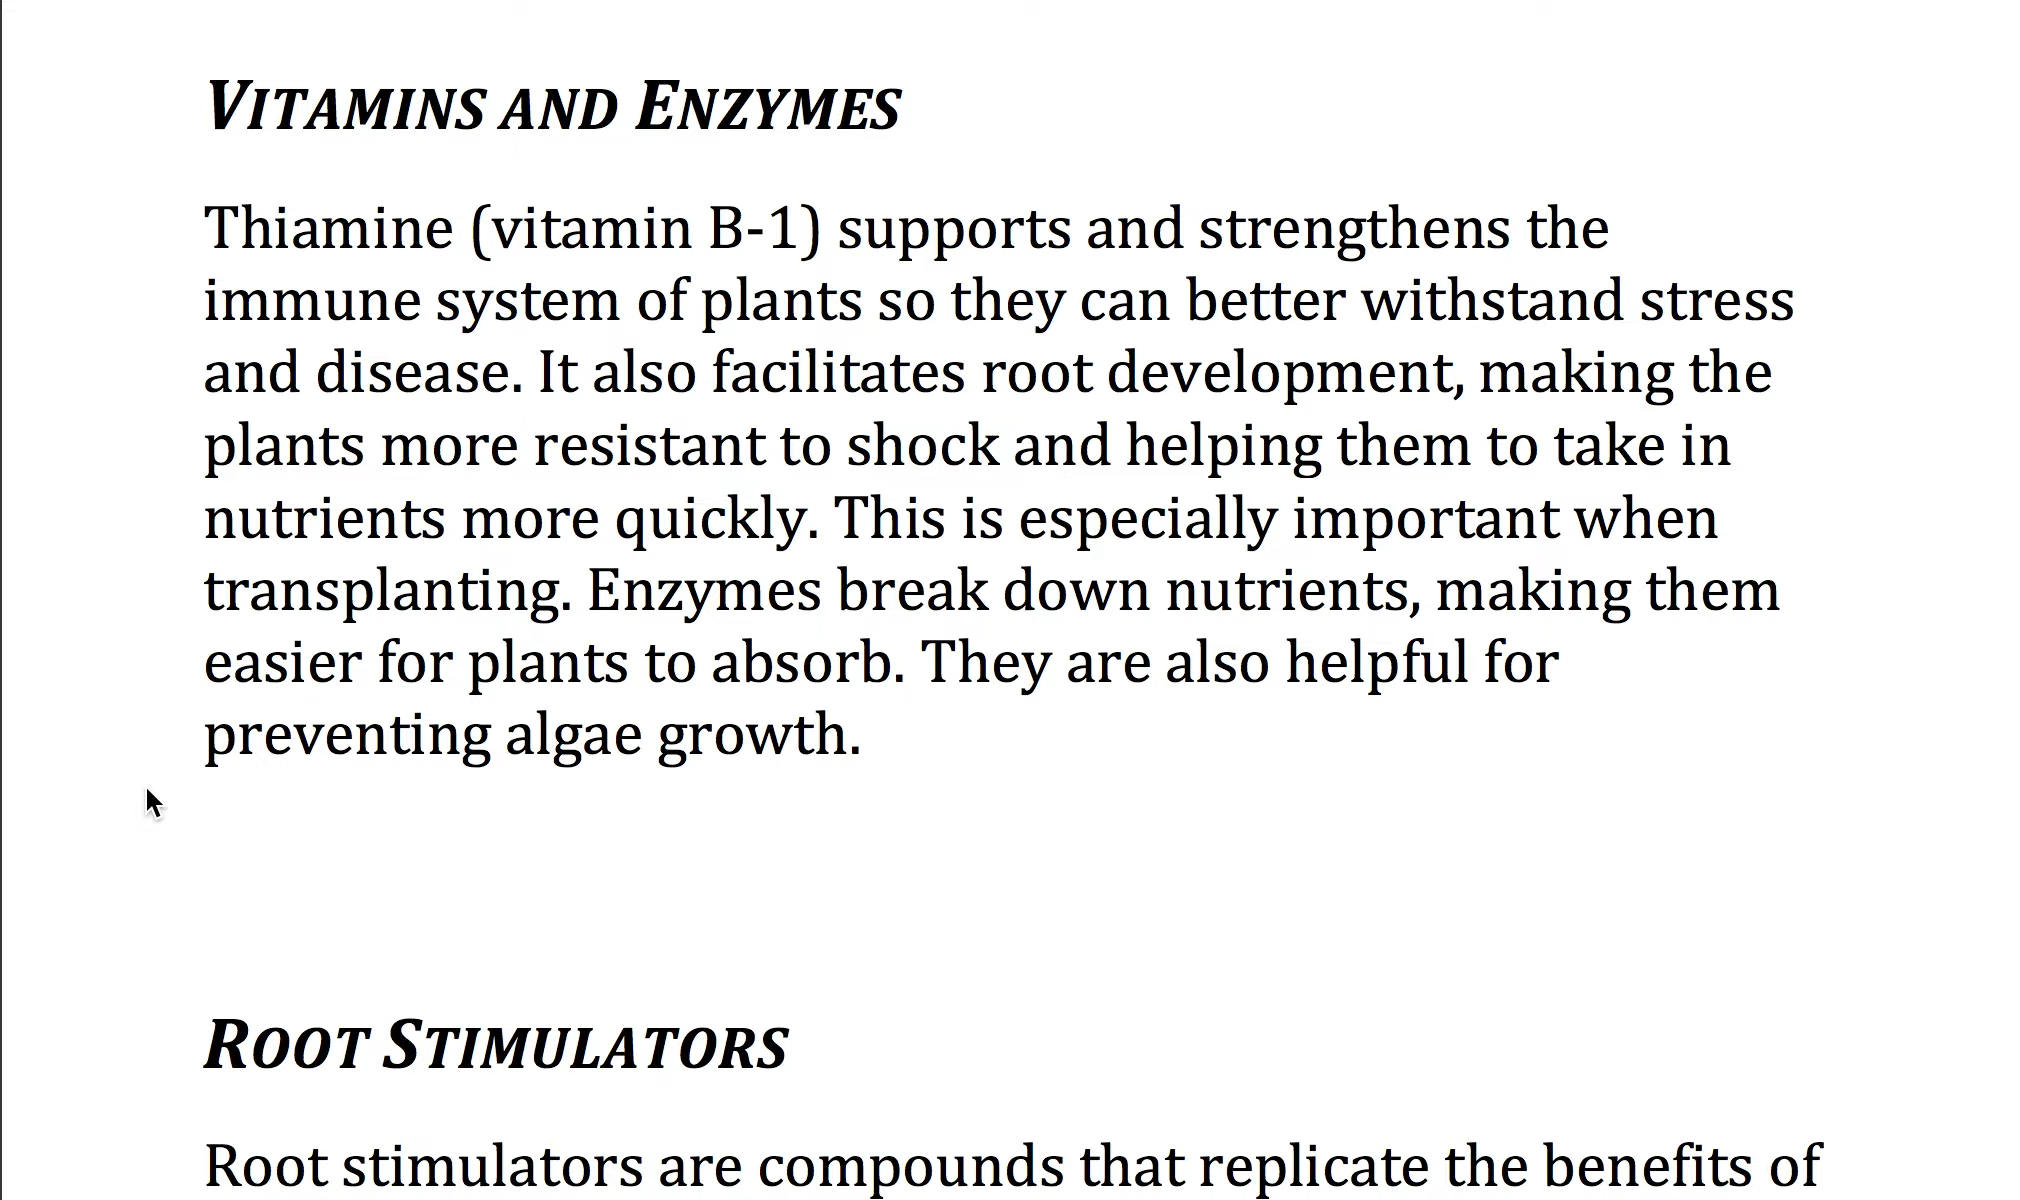 VITAMINS AND ENZYMES
Thiamine (vitamin B-1) supports and strengthens the
immune system of plants so they can better withstand stress
and disease. It also facilitates root development, making the
plants more resistant to shock and helping them to take in
nutrients more quickly. This is especially important when
transplanting. Enzymes break down nutrients, making them
easier for plants to absorb. They are also helpful for
preventing algae growth.
ROOT STIMULATORS
Root stimulators are compounds that replicate the benefits of